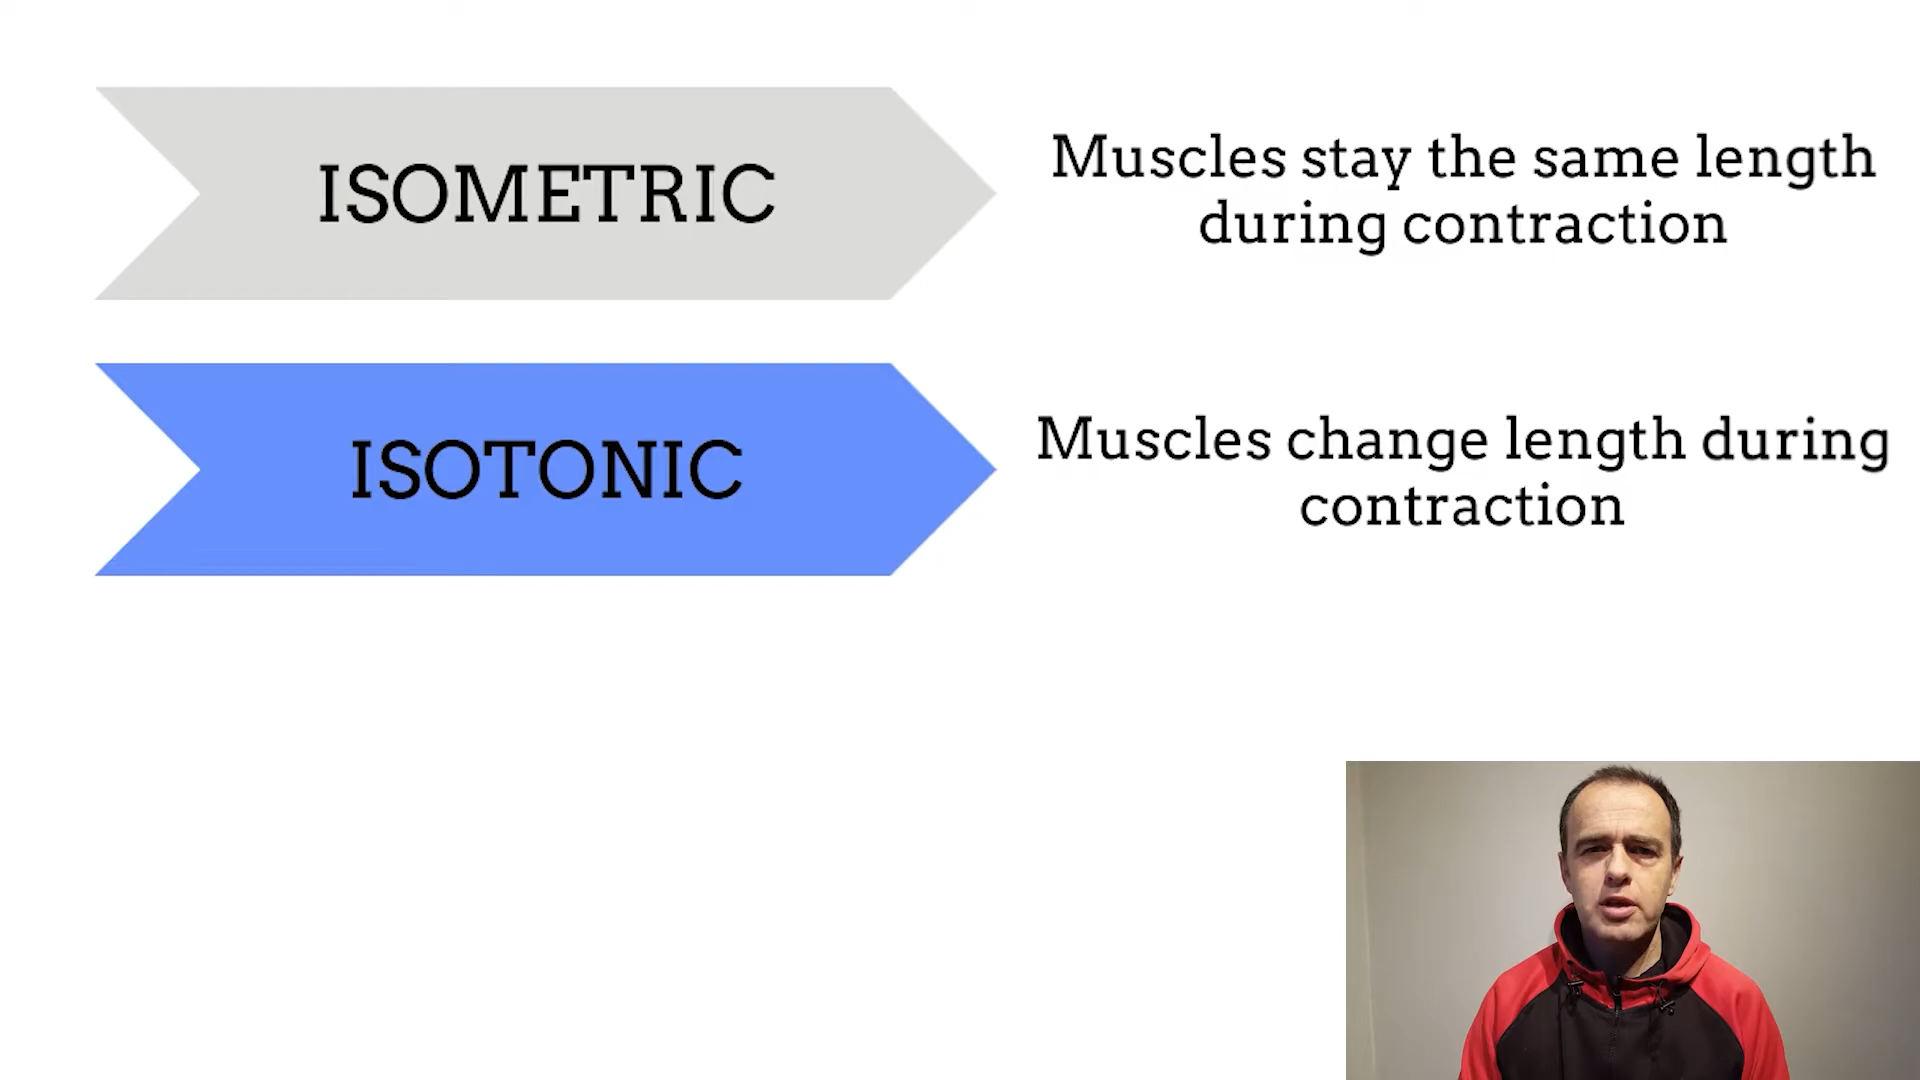 ISOMETRIC
Muscles stay the same length
during contraction
ISOTONIC
Muscles change length during
contraction